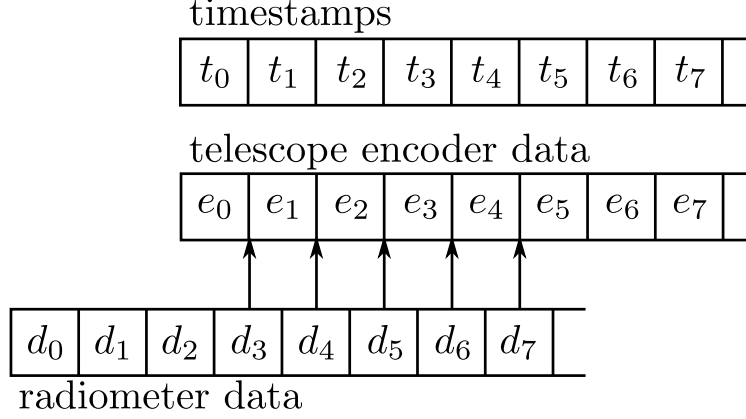 timestamps
t₀ t₁ t₂ t₃ t₄ t₅ t₆ t₇
telescope encoder data
e₀ e₁ e₂ e₃ e₄ e₅ e₆ e₇
d₀ d₁ d₂ d₃ d₄ d₅ d₆ d₇
radiometer data